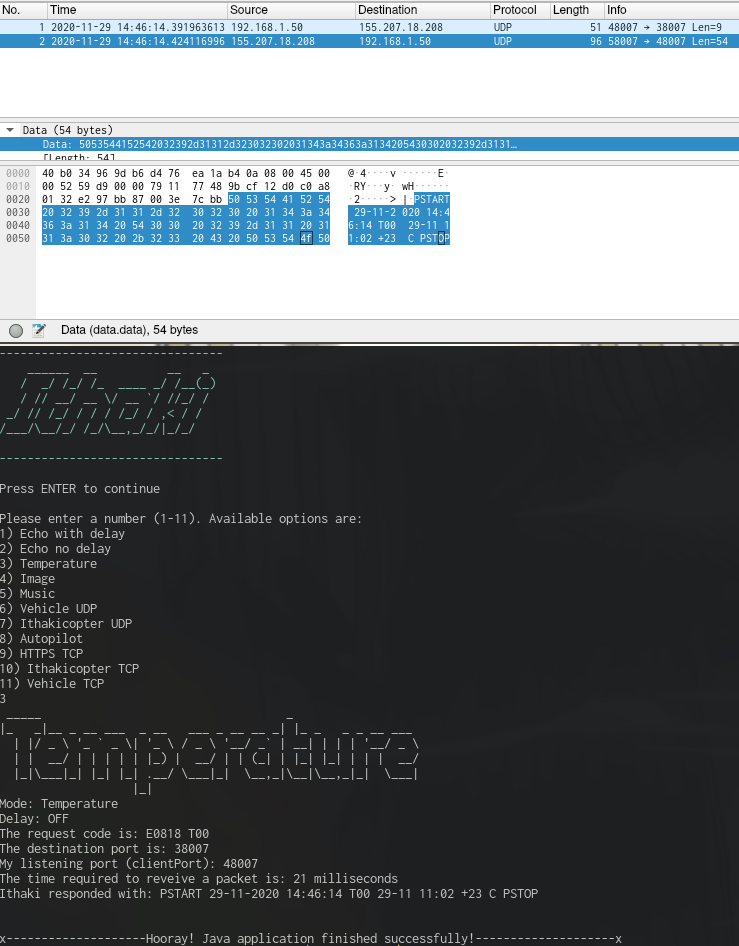 No. Time Source Destination Protocol Length Info
1 2020-11-29 14:46:14.391963613 192.168.1.50 155.207.18.208 UDP 51 48007 → 38007 Len=9
2 2020-11-29 14:46:14.424116996 155.207.18.208 192.168.1.50 UDP 96 58007 → 48007 Len=54
Data (54 bytes)
Data: 5053544152542032392d31312d323032302031343a34363a3134205430302032392d3131…
[Length: 54]
0000 40 b0 34 96 9d b6 d4 76 ea 1a b4 0a 08 00 45 00 @·4····v ······E·
0010 00 52 59 d9 00 00 79 11 77 48 9b cf 12 d0 c0 a8 ·RY···y· wH······
0020 01 32 e2 97 bb 87 00 3e 7c bb 50 53 54 41 52 54 ·2·····> |·PSTART
0030 20 32 39 2d 31 31 2d 32 30 32 30 20 31 34 3a 34 29-11-2 020 14:4
0040 36 3a 31 34 20 54 30 30 20 32 39 2d 31 31 20 31 6:14 T00 29-11 1
0050 31 3a 30 32 20 2b 32 33 20 43 20 50 53 54 4f 50 1:02 +23 C PSTOP
Data (data.data), 54 bytes
Ithaki
Press ENTER to continue
Please enter a number (1-11). Available options are:
1) Echo with delay
2) Echo no delay
3) Temperature
4) Image
5) Music
6) Vehicle UDP
7) Ithakicopter UDP
8) Autopilot
9) HTTPS TCP
10) Ithakicopter TCP
11) Vehicle TCP
3
Temperature
Mode: Temperature
Delay: OFF
The request code is: E0818 T00
The destination port is: 38007
My listening port (clientPort): 48007
The time required to reveive a packet is: 21 milliseconds
Ithaki responded with: PSTART 29-11-2020 14:46:14 T00 29-11 11:02 +23 C PSTOP
x-------------------Hooray! Java application finished successfully!-------------------x